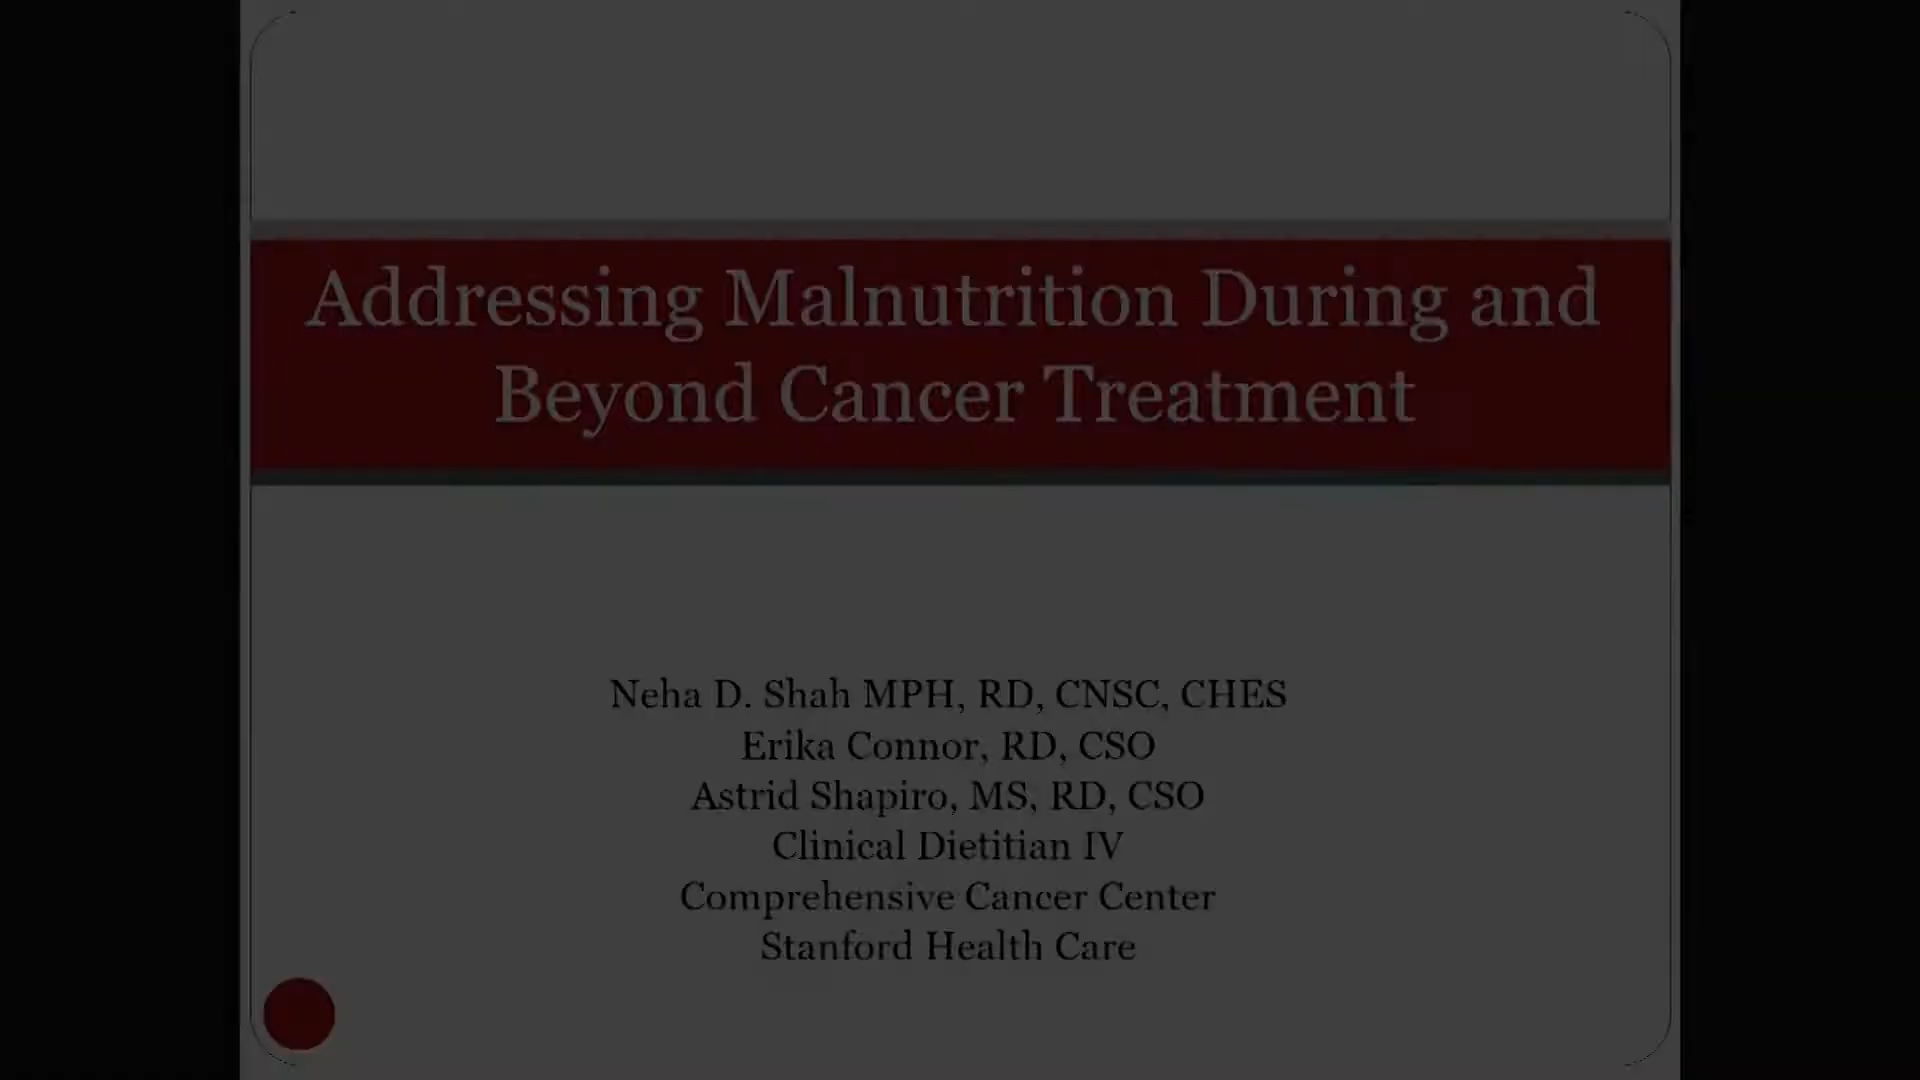 Addressing Malnutrition During and
Beyond Cancer Treatment
Neha D. Shah MPH, RD, CNSC, CHES
Erika Connor, RD, CSO
Astrid Shapiro, MS, RD, CSO
Clinical Dietitian IV
Comprehensive Cancer Center
Stanford Health Care